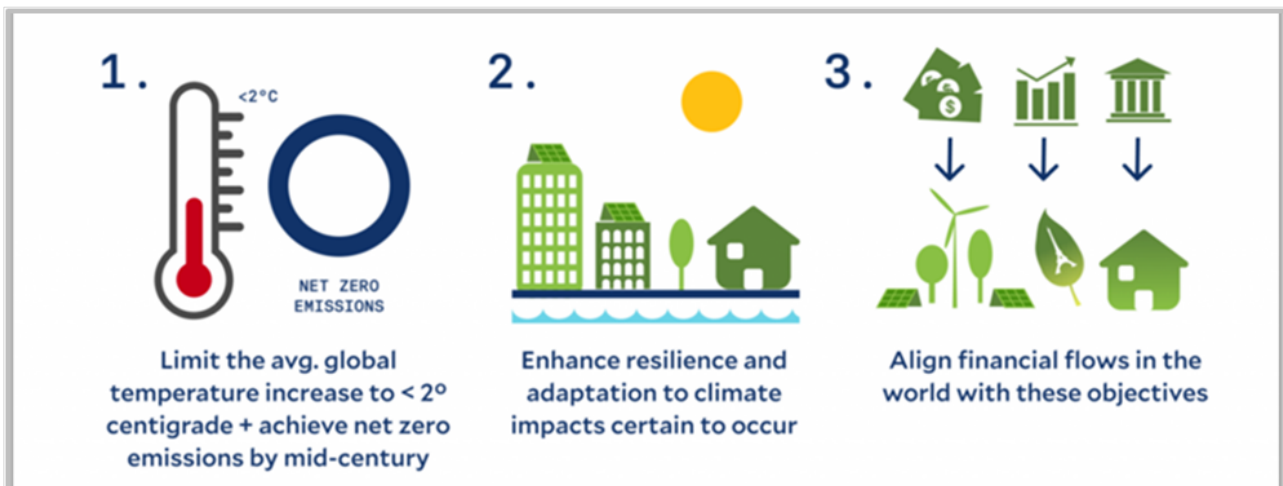 1.
<2°C
NET ZERO
EMISSIONS
Limit the avg. global
temperature increase to < 2º
centigrade + achieve net zero
emissions by mid-century
2.
Enhance resilience and
adaptation to climate
impacts certain to occur
3.
$
Align financial flows in the
world with these objectives